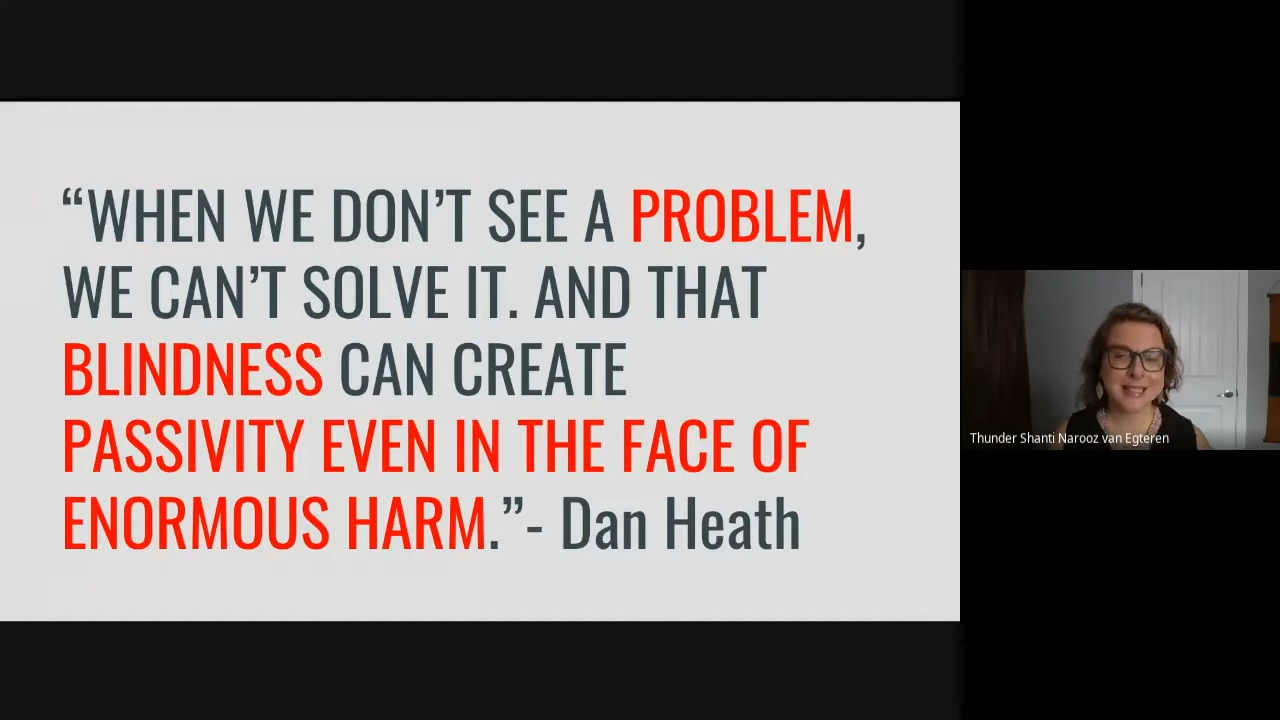 “WHEN WE DON’T SEE A PROBLEM,
WE CAN’T SOLVE IT. AND THAT
BLINDNESS CAN CREATE
PASSIVITY EVEN IN THE FACE OF
ENORMOUS HARM.”- Dan Heath
Thunder Shanti Narooz van Egteren